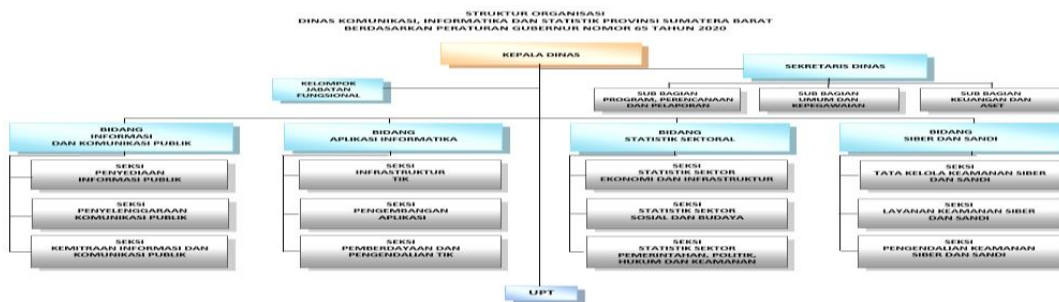 STRUKTUR ORGANISASI
DINAS KOMUNIKASI, INFORMATIKA DAN STATISTIK PROVINSI SUMATERA BARAT
BERDASARKAN PERATURAN GUBERNUR NOMOR 65 TAHUN 2020
KEPALA DINAS
SEKRETARIS DINAS
KELOMPOK
JABATAN
FUNGSIONAL
SUB BAGIAN
PROGRAM, PERENCANAAN
DAN PELAPORAN
SUB BAGIAN
UMUM DAN
KEPEGAWAIAN
SUB BAGIAN
KEUANGAN DAN
ASET
BIDANG
INFORMASI
DAN KOMUNIKASI PUBLIK
BIDANG
APLIKASI INFORMATIKA
BIDANG
STATISTIK SEKTORAL
BIDANG
SIBER DAN SANDI
SEKSI
PENYEDIAAN
INFORMASI PUBLIK
SEKSI
INFRASTRUKTUR
TIK
SEKSI
STATISTIK SEKTOR
EKONOMI DAN INFRASTRUKTUR
SEKSI
TATA KELOLA KEAMANAN SIBER
DAN SANDI
SEKSI
PENYELENGGARAAN
KOMUNIKASI PUBLIK
SEKSI
PENGEMBANGAN
APLIKASI
SEKSI
STATISTIK SEKTOR
SOSIAL DAN BUDAYA
SEKSI
LAYANAN KEAMANAN SIBER
DAN SANDI
SEKSI
KEMITRAAN INFORMASI DAN
KOMUNIKASI PUBLIK
SEKSI
PEMBERDAYAAN DAN
PENGENDALIAN TIK
SEKSI
STATISTIK SEKTOR
PEMERINTAHAN, POLITIK,
HUKUM DAN KEAMANAN
SEKSI
PENGENDALIAN KEAMANAN
SIBER DAN SANDI
UPT